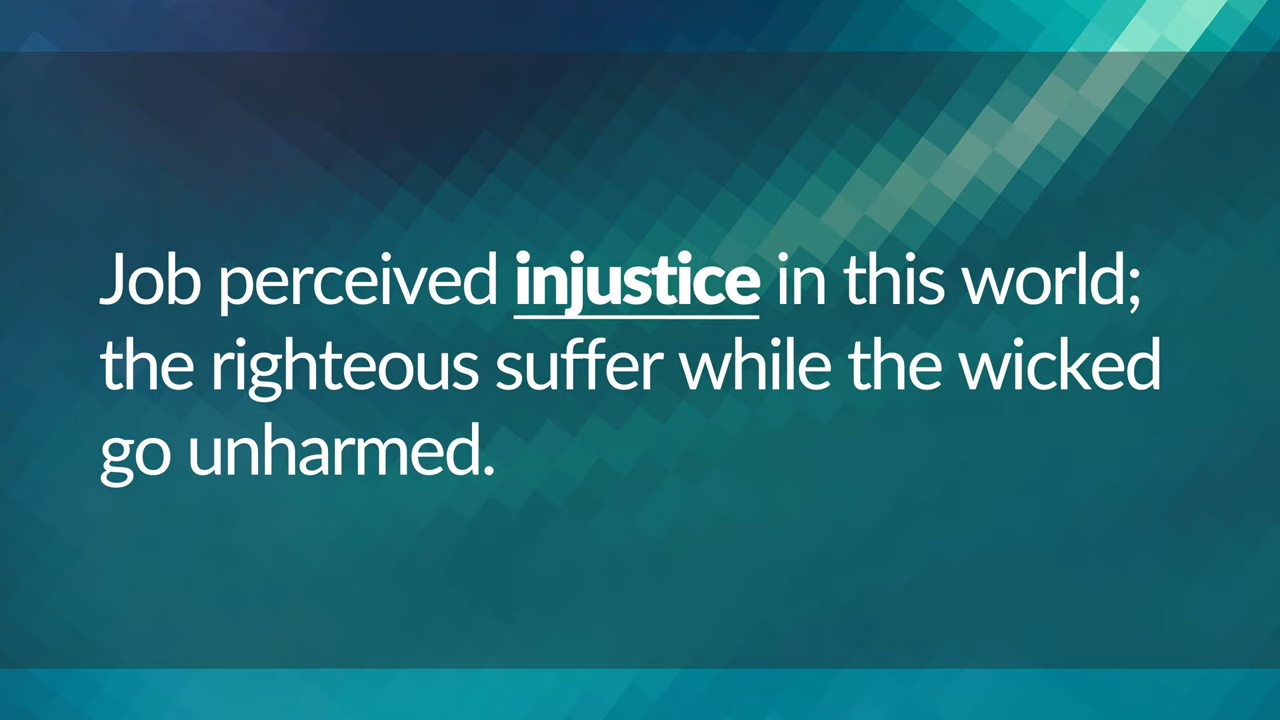 Job perceived injustice in this world;
the righteous suffer while the wicked
go unharmed.